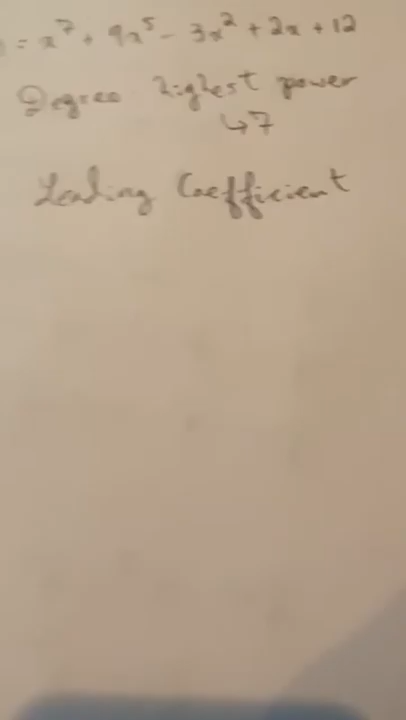 = x⁷ + 9x⁵ - 3x² + 2x + 12
Degree highest power
↳ 7
Leading Coefficient